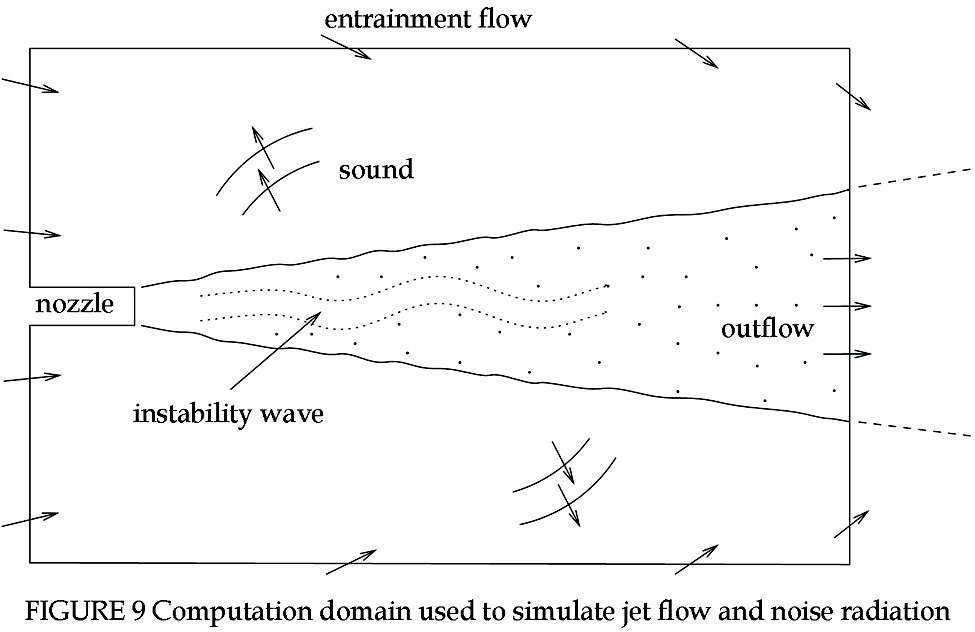 entrainment flow
sound
nozzle
outflow
instability wave
FIGURE 9 Computation domain used to simulate jet flow and noise radiation